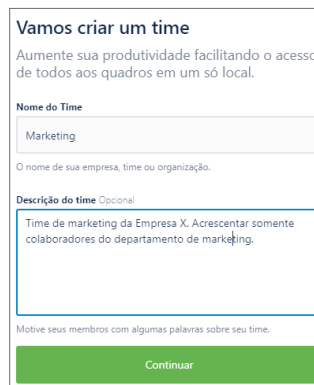 Vamos criar um time
Aumente sua produtividade facilitando o acesso
de todos aos quadros em um só local.
Nome do Time
Marketing
O nome de sua empresa, time ou organização.
Descrição do time Opcional
Time de marketing da Empresa X. Acrescentar somente
colaboradores do departamento de marketing.
Motive seus membros com algumas palavras sobre seu time.
Continuar